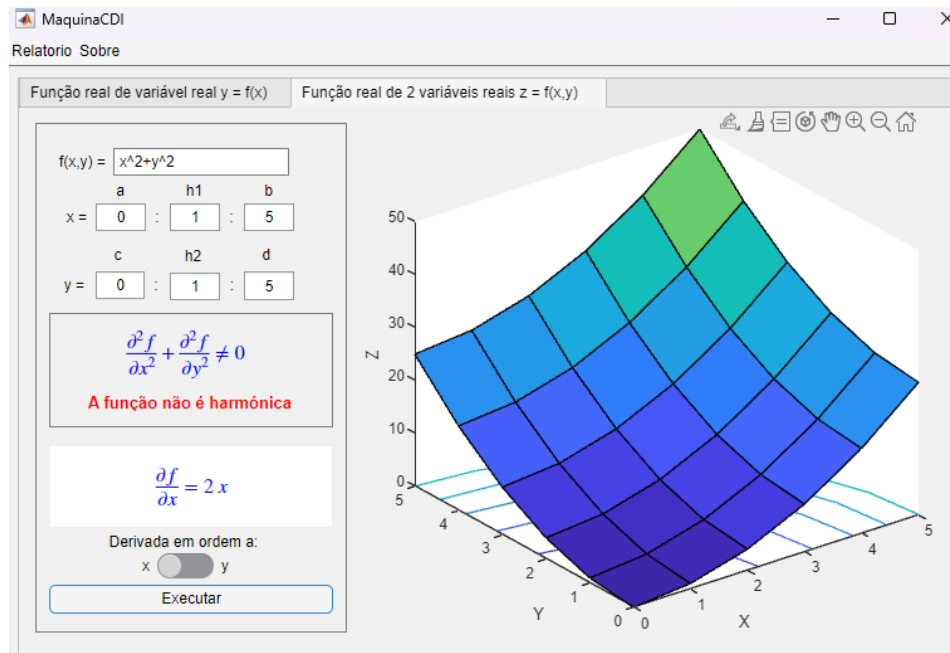 MaquinaCDI
Relatorio Sobre
Função real de variável real y = f(x)
Função real de 2 variáveis reais z = f(x,y)
f(x,y) = x^2+y^2
a h1 b
x = 0 : 1 : 5
c h2 d
y = 0 : 1 : 5
∂²f/∂x² + ∂²f/∂y² ≠ 0
A função não é harmónica
∂f/∂x = 2 x
Derivada em ordem a:
x y
Executar
50
40
30
20
10
0
Z
5
4
3
2
1
0
Y
0
1
2
3
4
5
X